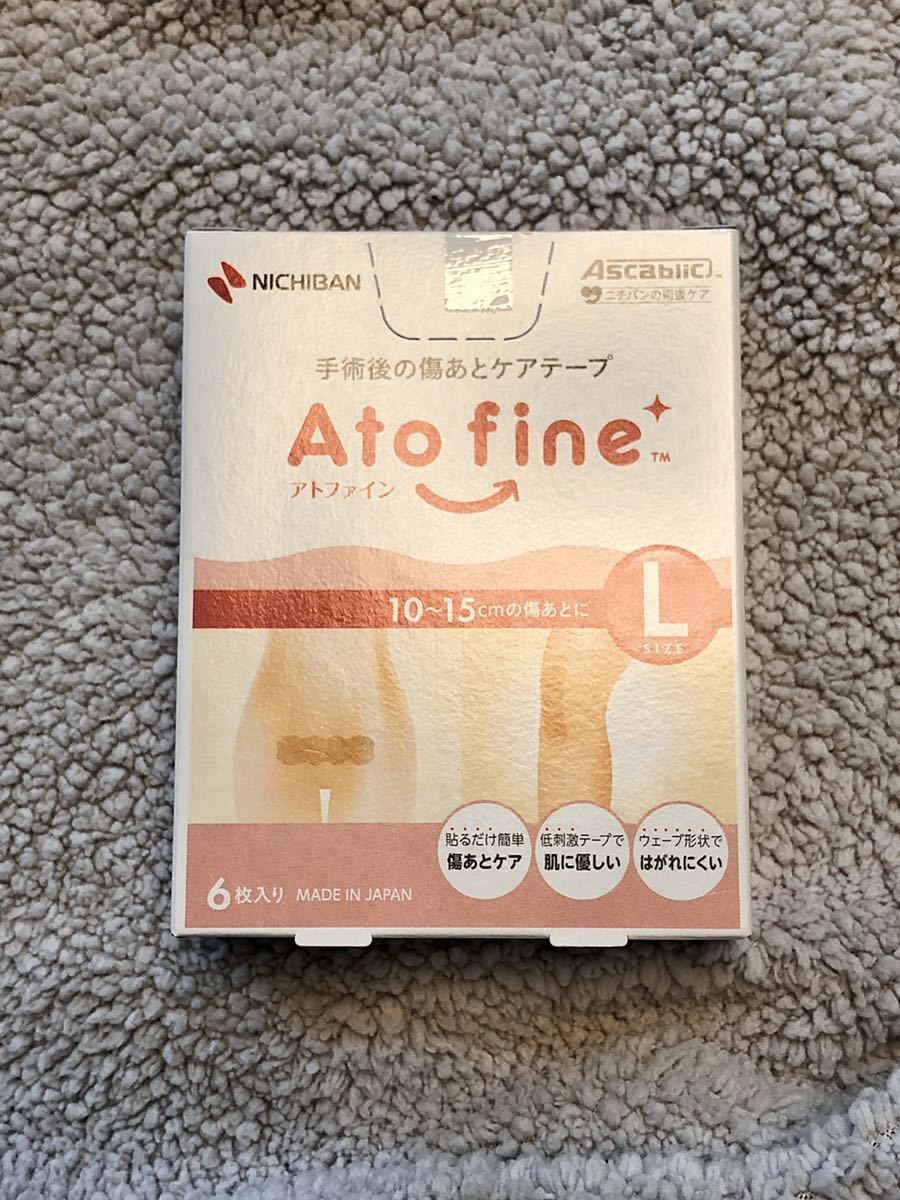 NICHIBAN
Ascablic™
ニチバンの術後ケア
手術後の傷あとケアテープ
Ato fine™
アトファイン
10～15cmの傷あとに
L
SIZE
貼るだけ簡単
傷あとケア
低刺激テープで
肌に優しい
ウェーブ形状で
はがれにくい
6枚入り MADE IN JAPAN